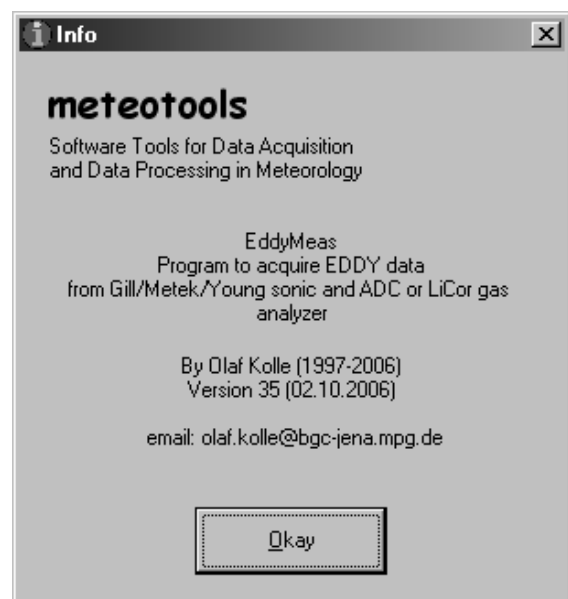 Info
meteotools
Software Tools for Data Acquisition
and Data Processing in Meteorology
EddyMeas
Program to acquire EDDY data
from Gill/Metek/Young sonic and ADC or LiCor gas
analyzer
By Olaf Kolle (1997-2006)
Version 35 (02.10.2006)
email: olaf.kolle@bgc-jena.mpg.de
Okay